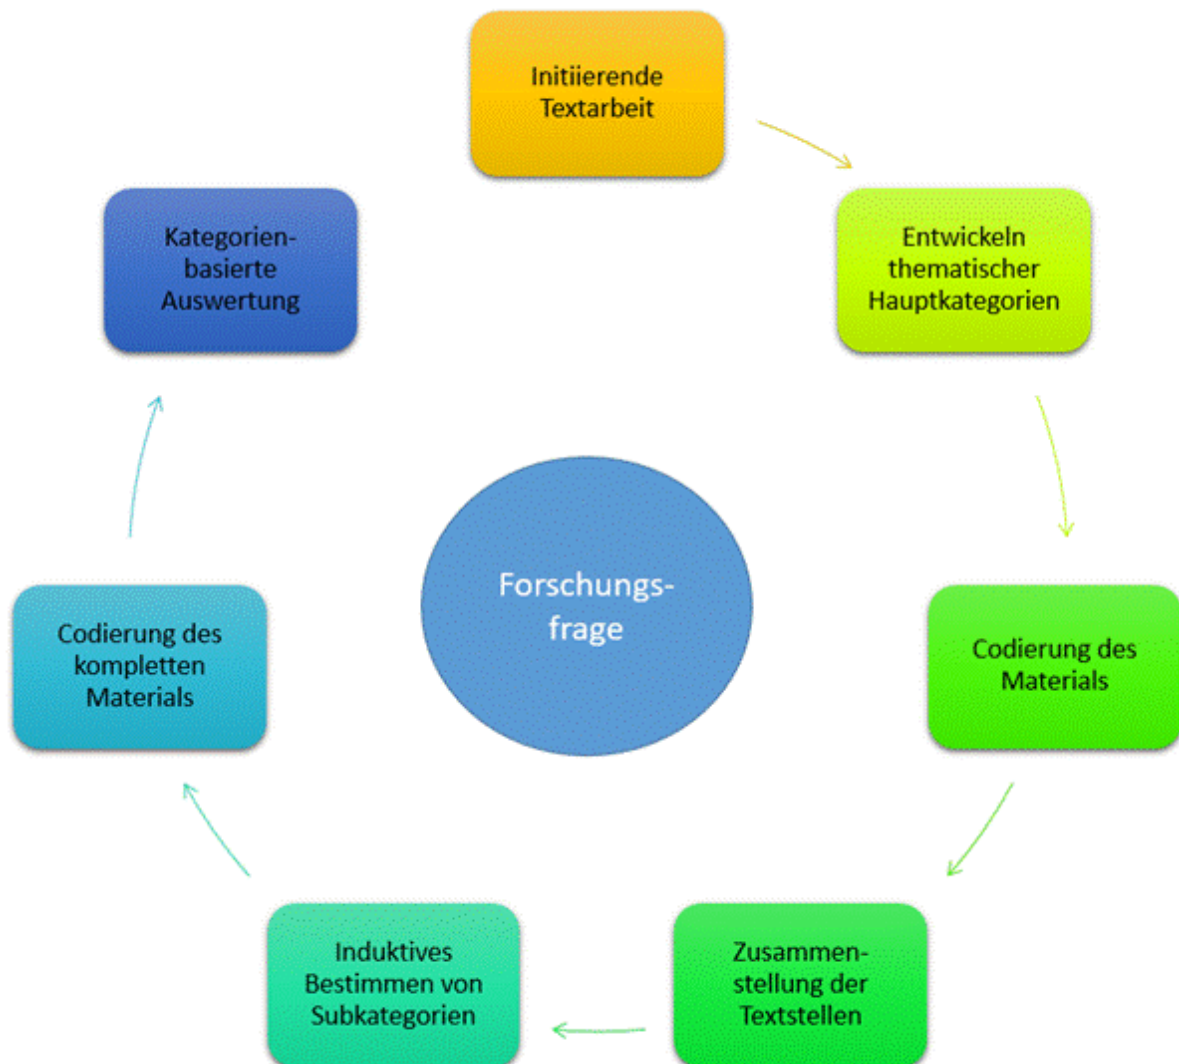 Initiierende
Textarbeit
Entwickeln
thematischer
Hauptkategorien
Codierung des
Materials
Zusammen-
stellung der
Textstellen
Induktives
Bestimmen von
Subkategorien
Codierung des
kompletten
Materials
Kategorien-
basierte
Auswertung
Forschungs-
frage